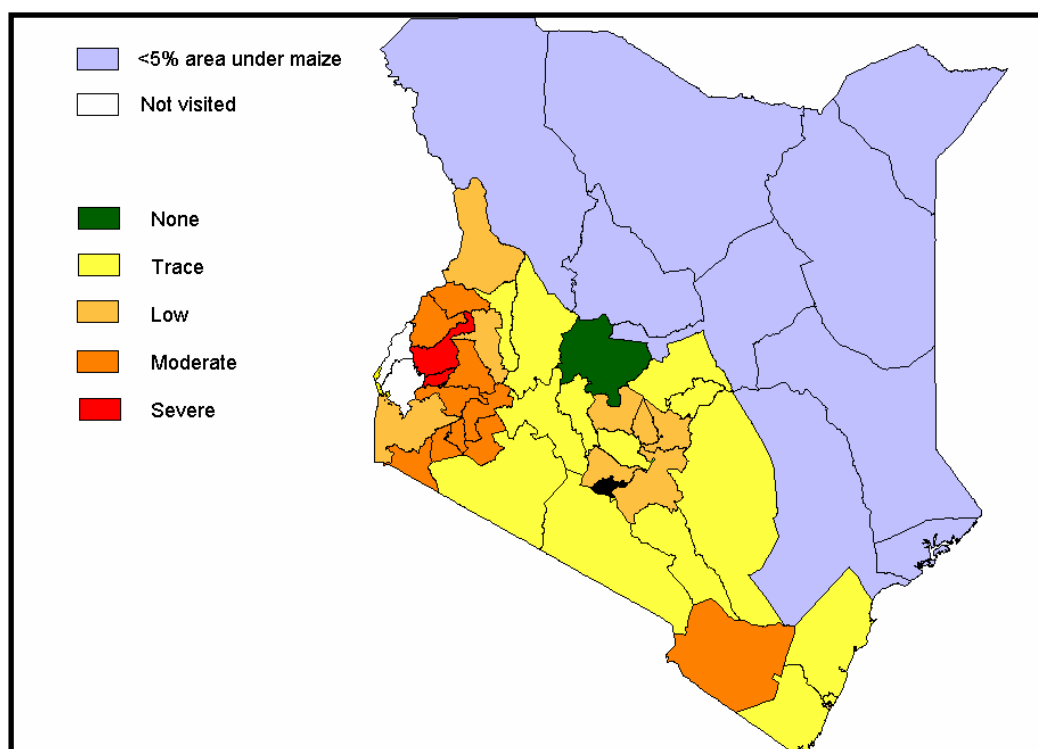 <5% area under maize
Not visited
None
Trace
Low
Moderate
Severe